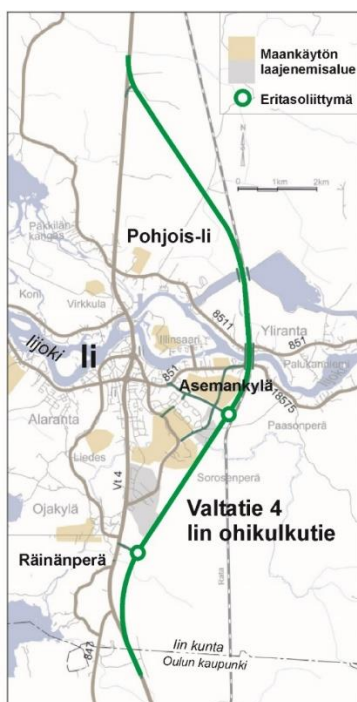 Maankäytön
laajenemisalue
Eritasoliittymä
N
0 1km 2km
Pohjois-Ii
Pakkilan-
kangas
Virkkula
Koni
Iijoki
Ii
Illinsaari
8511
Yliranta
851
851
Palukanperä
Asemankylä
18575
Paasonperä
Alaranta
Liedes
Vt 4
Sorosenperä
Ojakylä
Valtatie 4
Iin ohikulkutie
Räinänperä
Rata
847
Iin kunta
Oulun kaupunki